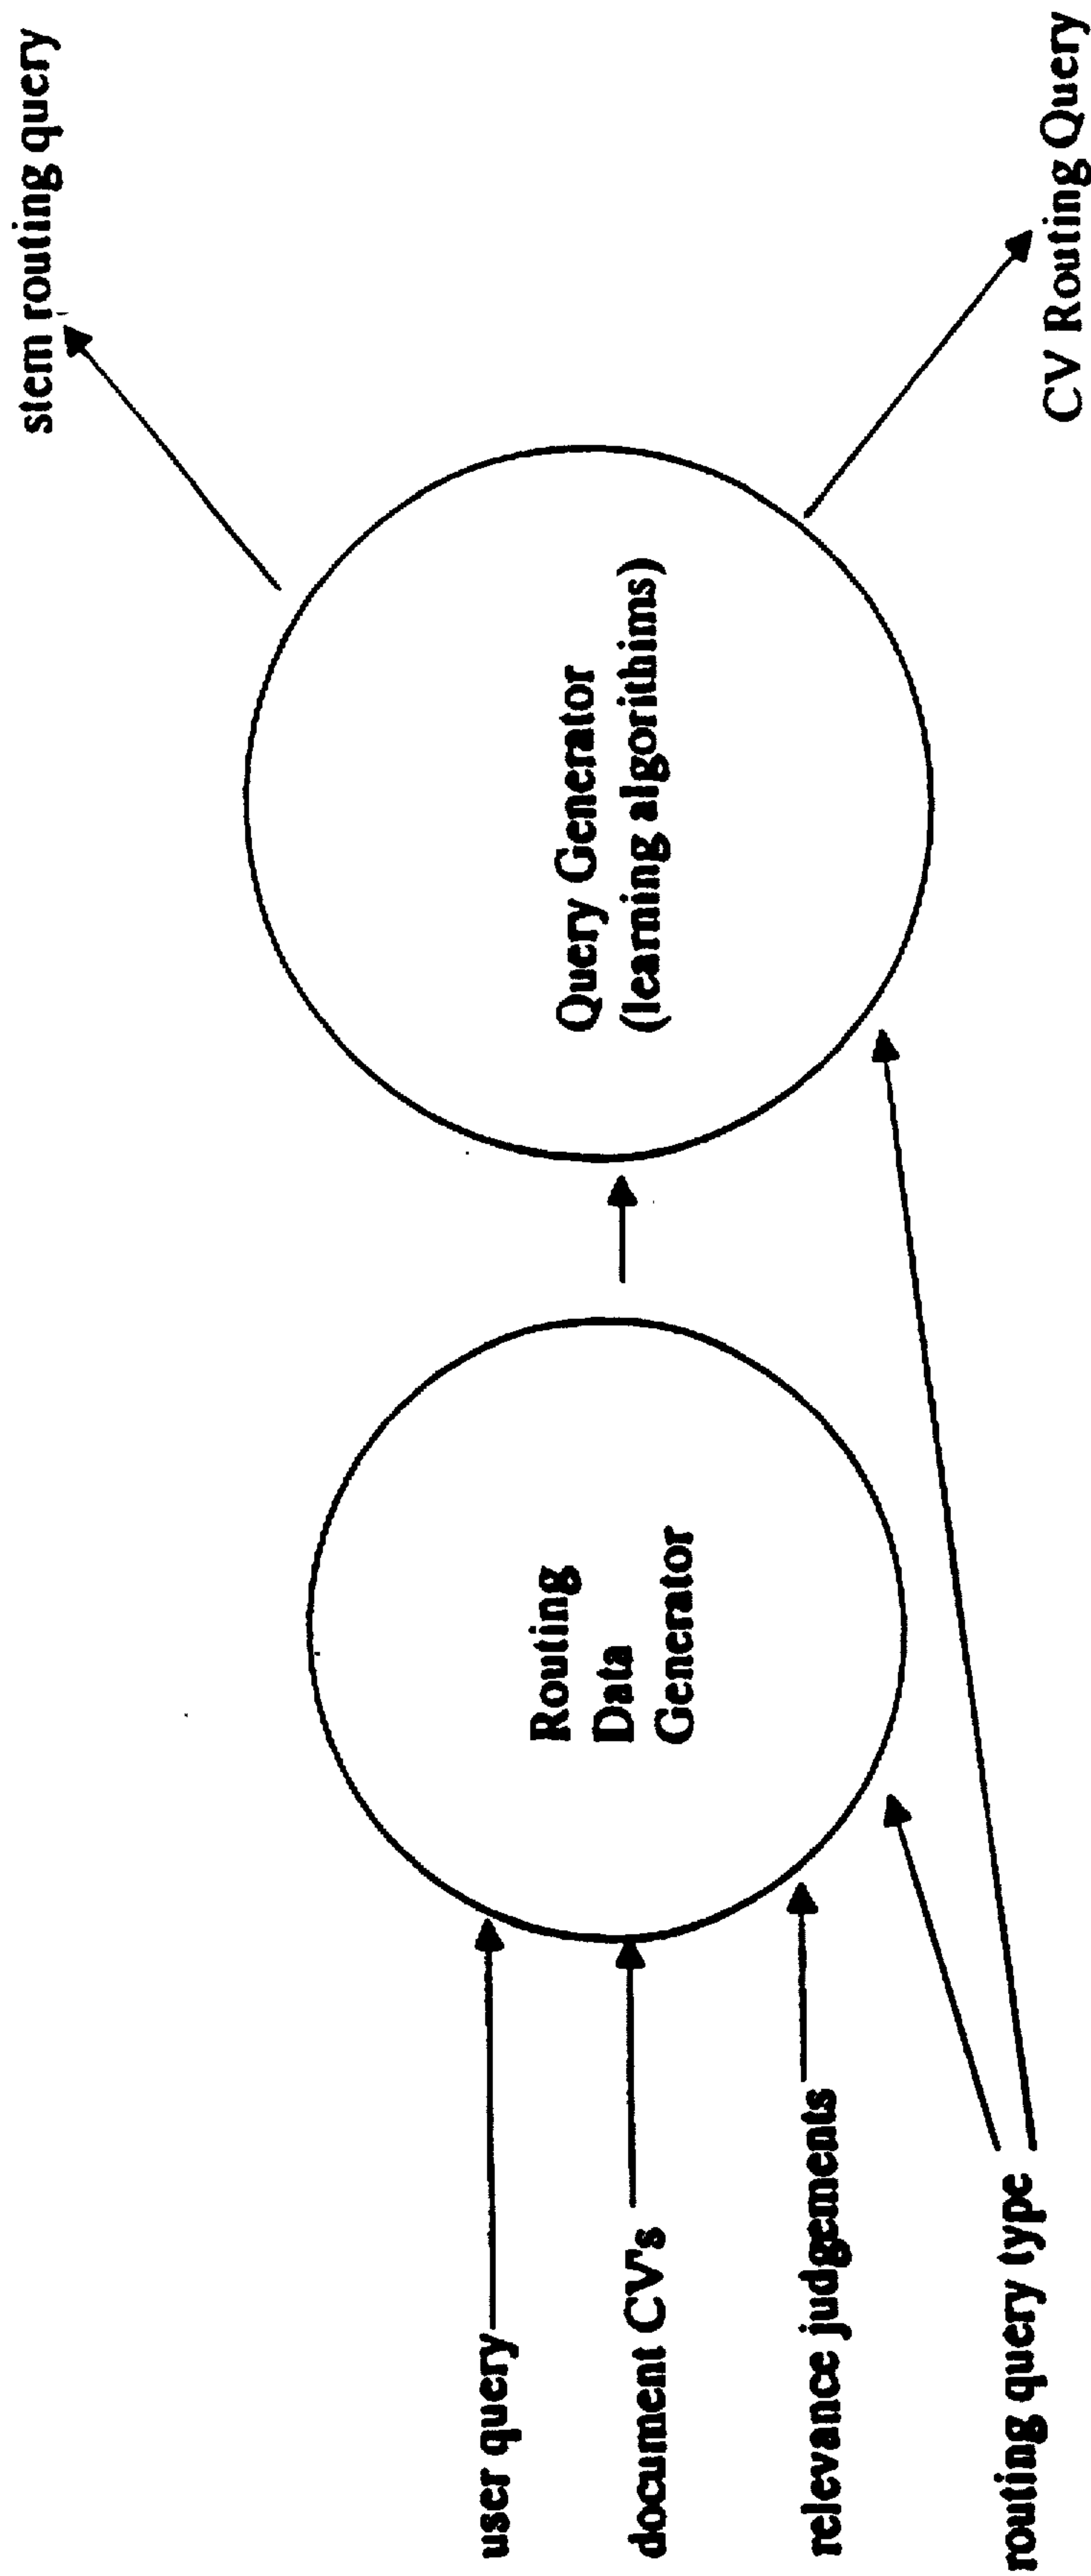 user query
document CV's
relevance judgements
routing query type
Routing
Data
Generator
Query Generator
(learning algorithims)
stem routing query
CV Routing Query